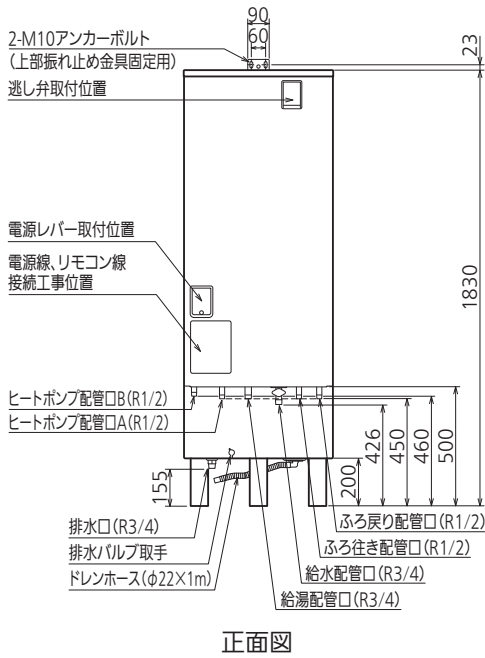 90
60
23
2-M10アンカーボルト
(上部振れ止め金具固定用)
逃し弁取付位置
電源レバー取付位置
電源線、リモコン線
接続工事位置
1830
ヒートポンプ配管口B(R1/2)
ヒートポンプ配管口A(R1/2)
155
200
426
450
460
500
排水口(R3/4)
排水バルブ取手
ドレンホース(φ22×1m)
ふろ戻り配管口(R1/2)
ふろ往き配管口(R1/2)
給水配管口(R3/4)
給湯配管口(R3/4)
正面図